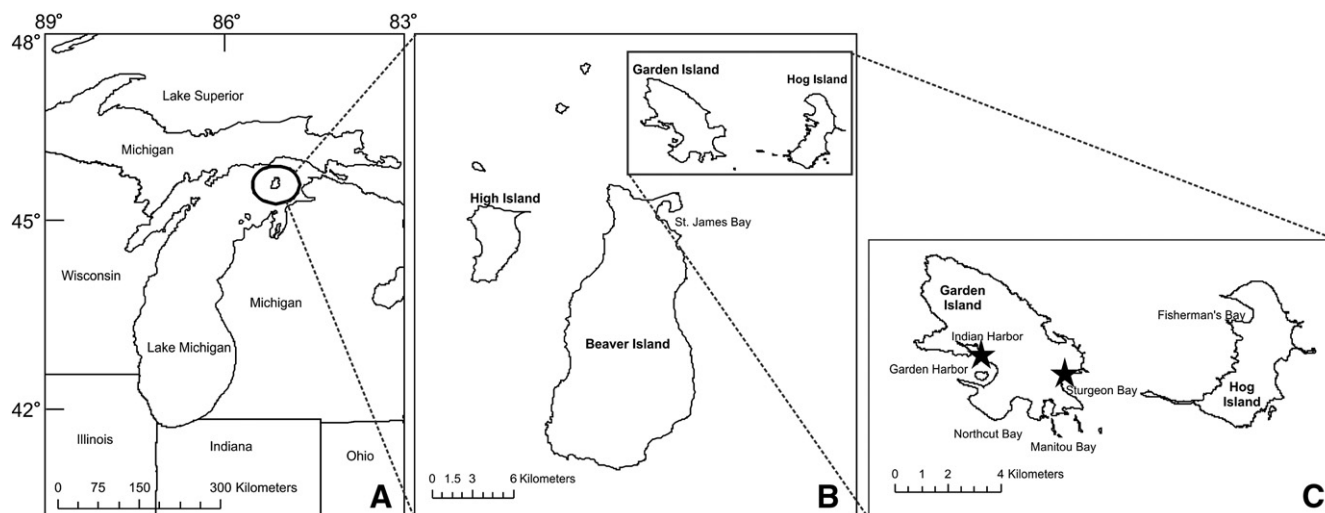 89°
86°
83°
48°
45°
42°
Lake Superior
Michigan
Wisconsin
Michigan
Lake Michigan
Illinois
Indiana
Ohio
0 75 150 300 Kilometers
A
Garden Island
Hog Island
High Island
St. James Bay
Beaver Island
0 1.5 3 6 Kilometers
B
Garden
Island
Indian Harbor
Garden Harbor
Sturgeon Bay
Northcut Bay
Manitou Bay
Fisherman's Bay
Hog
Island
0 1 2 4 Kilometers
C